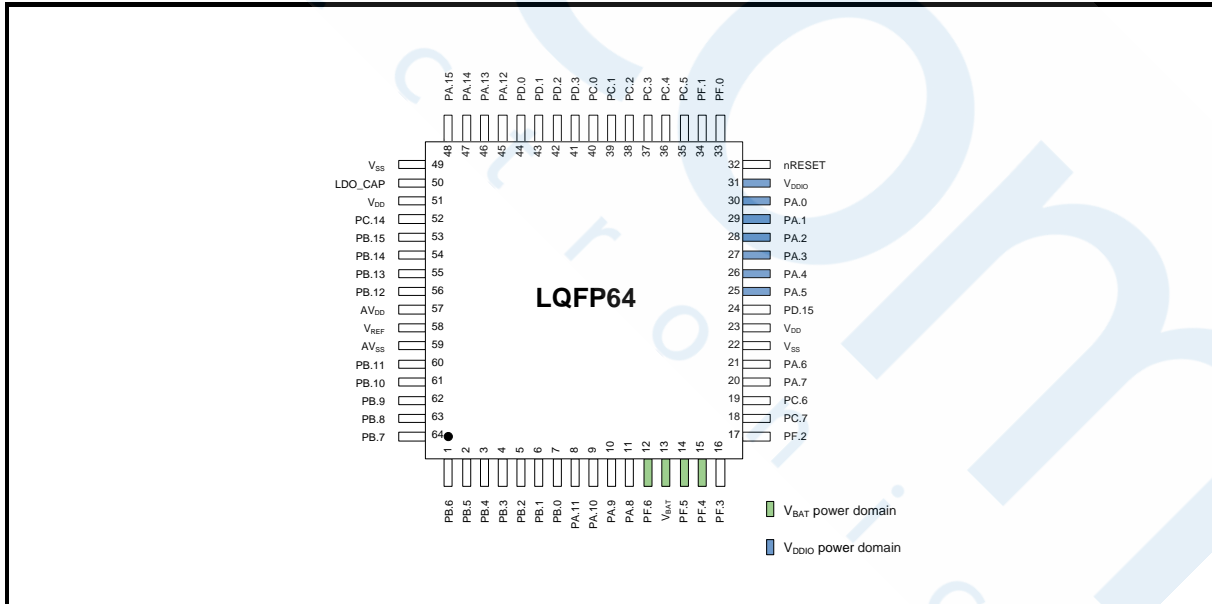 PA.15
PA.14
PA.13
PA.12
PD.0
PD.1
PD.2
PD.3
PC.0
PC.1
PC.2
PC.3
PC.4
PC.5
PF.1
PF.0
48
47
46
45
44
43
42
41
40
39
38
37
36
35
34
33
VSS 49
LDO_CAP 50
VDD 51
PC.14 52
PB.15 53
PB.14 54
PB.13 55
PB.12 56
AVDD 57
VREF 58
AVSS 59
PB.11 60
PB.10 61
PB.9 62
PB.8 63
PB.7 64
LQFP64
32 nRESET
31 VDDIO
30 PA.0
29 PA.1
28 PA.2
27 PA.3
26 PA.4
25 PA.5
24 PD.15
23 VDD
22 VSS
21 PA.6
20 PA.7
19 PC.6
18 PC.7
17 PF.2
1
2
3
4
5
6
7
8
9
10
11
12
13
14
15
16
PB.6
PB.5
PB.4
PB.3
PB.2
PB.1
PB.0
PA.11
PA.10
PA.9
PA.8
PF.6
VBAT
PF.5
PF.4
PF.3
VBAT power domain
VDDIO power domain